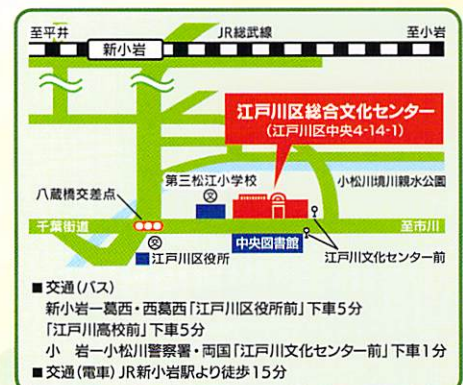 至平井
JR総武線
至小岩
新小岩
江戸川区総合文化センター
(江戸川区中央4-14-1)
第三松江小学校
小松川境川親水公園
八蔵橋交差点
文
千葉街道
至市川
文
江戸川区役所
中央図書館
江戸川文化センター前
■交通(バス)
新小岩ー葛西・西葛西「江戸川区役所前」下車5分
「江戸川高校前」下車5分
小 岩ー小松川警察署・両国「江戸川文化センター前」下車1分
■交通(電車) JR新小岩駅より徒歩15分